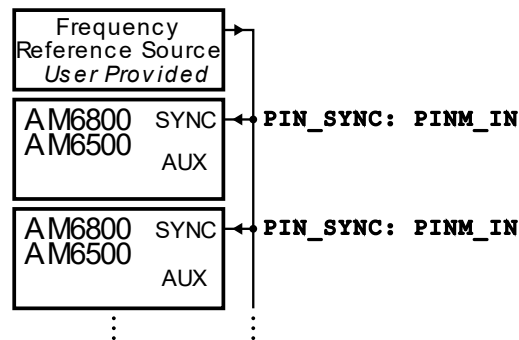 Frequency
Reference Source
User Provided
AM6800 SYNC PIN_SYNC: PINM_IN
AM6500
AUX
AM6800 SYNC PIN_SYNC: PINM_IN
AM6500
AUX